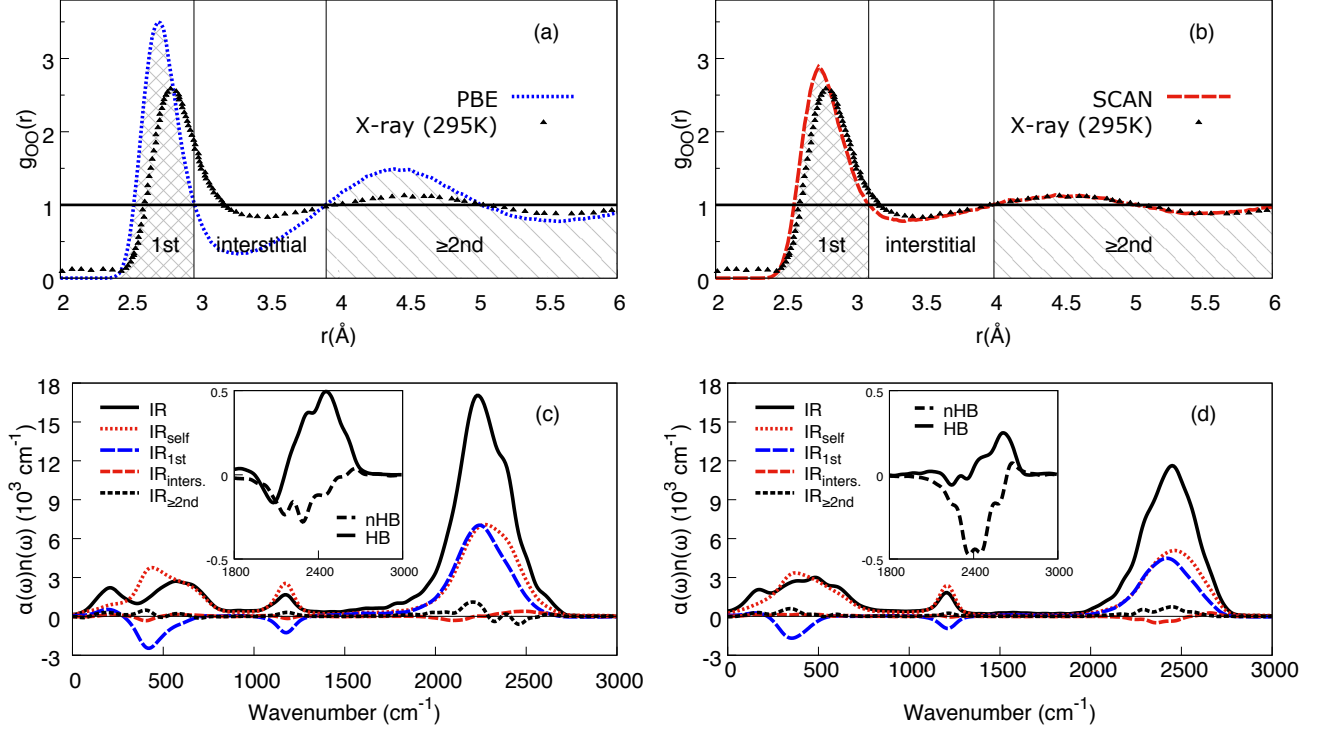 (a)
g_OO(r)
3
2
1
0
PBE
X-ray (295K)
1st
interstitial
≥2nd
2 2.5 3 3.5 4 4.5 5 5.5 6
r(Å)
(b)
g_OO(r)
3
2
1
0
SCAN
X-ray (295K)
1st
interstitial
≥2nd
2 2.5 3 3.5 4 4.5 5 5.5 6
r(Å)
(c)
α(ω)n(ω) (10³ cm⁻¹)
18
15
12
9
6
3
0
-3
IR
IR_self
IR_1st
IR_inters.
IR_≥2nd
0.5
0
-0.5
nHB
HB
1800 2400 3000
0 500 1000 1500 2000 2500 3000
Wavenumber (cm⁻¹)
(d)
α(ω)n(ω) (10³ cm⁻¹)
18
15
12
9
6
3
0
-3
IR
IR_self
IR_1st
IR_inters.
IR_≥2nd
0.5
nHB
HB
0
-0.5
1800 2400 3000
0 500 1000 1500 2000 2500 3000
Wavenumber (cm⁻¹)